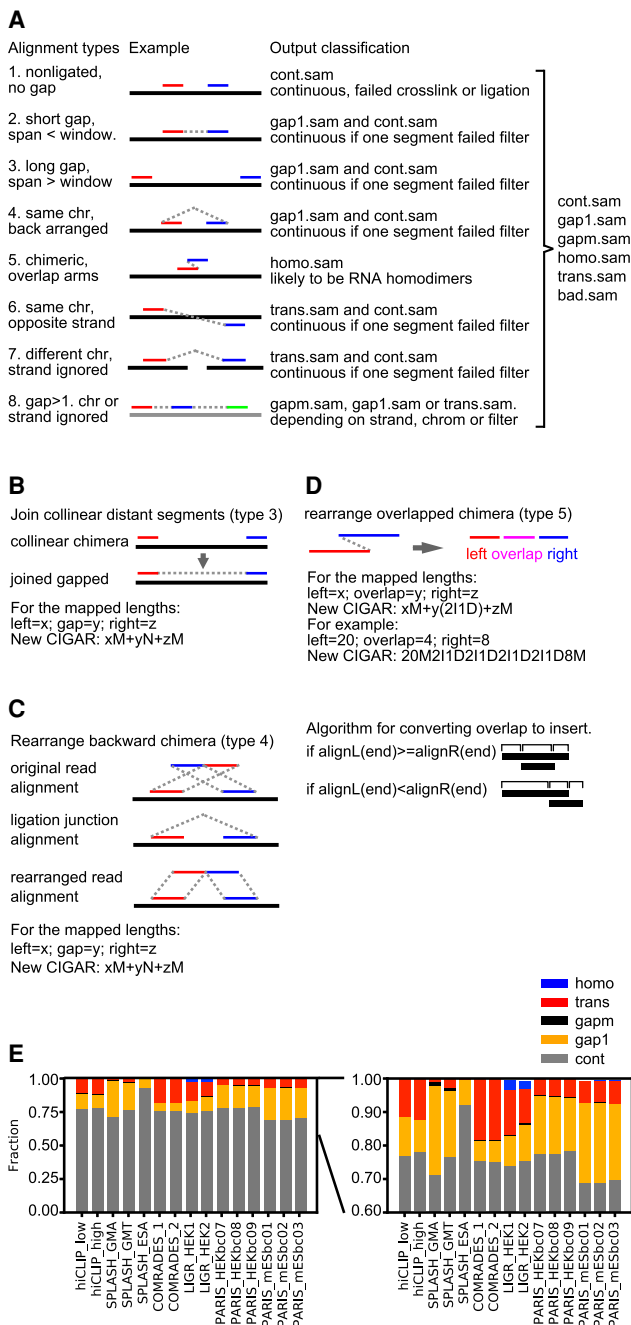 A
Alignment types Example Output classification
1. nonligated, no gap
cont.sam
continuous, failed crosslink or ligation
2. short gap, span < window.
gap1.sam and cont.sam
continuous if one segment failed filter
3. long gap, span > window
gap1.sam and cont.sam
continuous if one segment failed filter
4. same chr, back arranged
gap1.sam and cont.sam
continuous if one segment failed filter
5. chimeric, overlap arms
homo.sam
likely to be RNA homodimers
6. same chr, opposite strand
trans.sam and cont.sam
continuous if one segment failed filter
7. different chr, strand ignored
trans.sam and cont.sam
continuous if one segment failed filter
8. gap>1. chr or strand ignored
gapm.sam, gap1.sam or trans.sam.
depending on strand, chrom or filter
cont.sam
gap1.sam
gapm.sam
homo.sam
trans.sam
bad.sam
B
Join collinear distant segments (type 3)
collinear chimera
joined gapped
For the mapped lengths:
left=x; gap=y; right=z
New CIGAR: xM+yN+zM
D
rearrange overlapped chimera (type 5)
left overlap right
For the mapped lengths:
left=x; overlap=y; right=z
New CIGAR: xM+y(2I1D)+zM
For example:
left=20; overlap=4; right=8
New CIGAR: 20M2I1D2I1D2I1D2I1D8M
Algorithm for converting overlap to insert.
if alignL(end)>=alignR(end)
if alignL(end)<alignR(end)
C
Rearrange backward chimera (type 4)
original read
alignment
ligation junction
alignment
rearranged read
alignment
For the mapped lengths:
left=x; gap=y; right=z
New CIGAR: xM+yN+zM
homo
trans
gapm
gap1
cont
E
Fraction
1.00
0.75
0.50
0.25
0.00
hiCLIP_low
hiCLIP_high
SPLASH_GMA
SPLASH_GMT
SPLASH_ESA
COMRADES_1
COMRADES_2
LIGR_HEK1
LIGR_HEK2
PARIS_HEKbc07
PARIS_HEKbc08
PARIS_HEKbc09
PARIS_mESbc01
PARIS_mESbc02
PARIS_mESbc03
1.00
0.90
0.80
0.70
0.60
hiCLIP_low
hiCLIP_high
SPLASH_GMA
SPLASH_GMT
SPLASH_ESA
COMRADES_1
COMRADES_2
LIGR_HEK1
LIGR_HEK2
PARIS_HEKbc07
PARIS_HEKbc08
PARIS_HEKbc09
PARIS_mESbc01
PARIS_mESbc02
PARIS_mESbc03